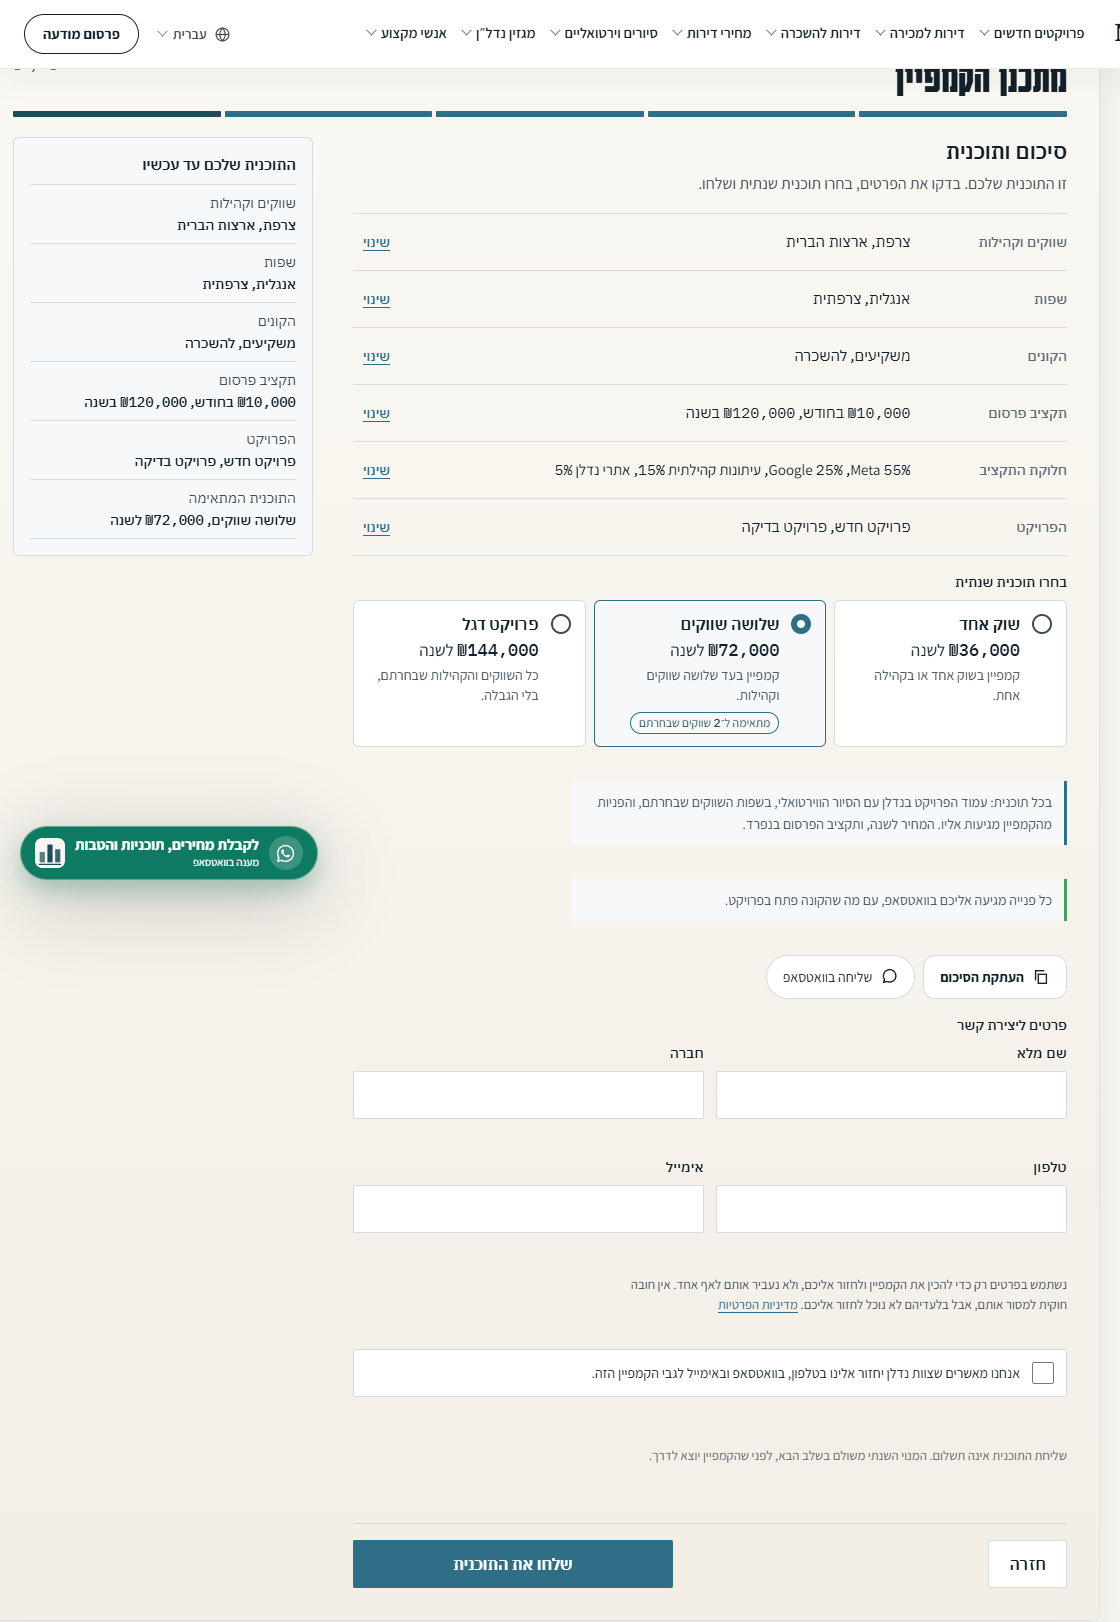 פרויקטים חדשים
דירות למכירה
דירות להשכרה
מחירי דירות
סיורים וירטואליים
מגזין נדל״ן
אנשי מקצוע
עברית
פרסום מודעה
מתכנן הקמפיין
סיכום ותוכנית
זו התוכנית שלכם. בדקו את הפרטים, בחרו תוכנית שנתית ושלחו.
שווקים וקהילות
צרפת, ארצות הברית
שינוי
שפות
אנגלית, צרפתית
שינוי
הקונים
משקיעים, להשכרה
שינוי
תקציב פרסום
₪10,000 בחודש, ₪120,000 בשנה
שינוי
חלוקת התקציב
Meta 55%, Google 25%, עיתונות קהילתית 15%, אתרי נדלן 5%
שינוי
הפרויקט
פרויקט חדש, פרויקט בדיקה
שינוי
בחרו תוכנית שנתית
שוק אחד
₪36,000 לשנה
קמפיין בשוק אחד או בקהילה
אחת.
שלושה שווקים
₪72,000 לשנה
קמפיין בעד שלושה שווקים
וקהילות.
מתאימה ל־2 שווקים שבחרתם
פרויקט דגל
₪144,000 לשנה
כל השווקים והקהילות שבחרתם,
בלי הגבלה.
בכל תוכנית: עמוד הפרויקט בנדלן עם הסיור הווירטואלי, בשפות השווקים שבחרתם, והפניות
מהקמפיין מגיעות אליו. המחיר לשנה, ותקציב הפרסום בנפרד.
כל פנייה מגיעה אליכם בוואטסאפ, עם מה שהקונה פתח בפרויקט.
העתקת הסיכום
שליחה בוואטסאפ
פרטים ליצירת קשר
שם מלא
חברה
טלפון
אימייל
נשתמש בפרטים רק כדי להכין את הקמפיין ולחזור אליכם, ולא נעביר אותם לאף אחד. אין חובה
חוקית למסור אותם, אבל בלעדיהם לא נוכל לחזור אליכם. מדיניות הפרטיות
אנחנו מאשרים שצוות נדלן יחזור אלינו בטלפון, בוואטסאפ ובאימייל לגבי הקמפיין הזה.
שליחת התוכנית אינה תשלום. המנוי השנתי משולם בשלב הבא, לפני שהקמפיין יוצא לדרך.
חזרה
שלחו את התוכנית
התוכנית שלכם עד עכשיו
שווקים וקהילות
צרפת, ארצות הברית
שפות
אנגלית, צרפתית
הקונים
משקיעים, להשכרה
תקציב פרסום
₪10,000 בחודש, ₪120,000 בשנה
הפרויקט
פרויקט חדש, פרויקט בדיקה
התוכנית המתאימה
שלושה שווקים, ₪72,000 לשנה
לקבלת מחירים, תוכניות והטבות
מענה בוואטסאפ